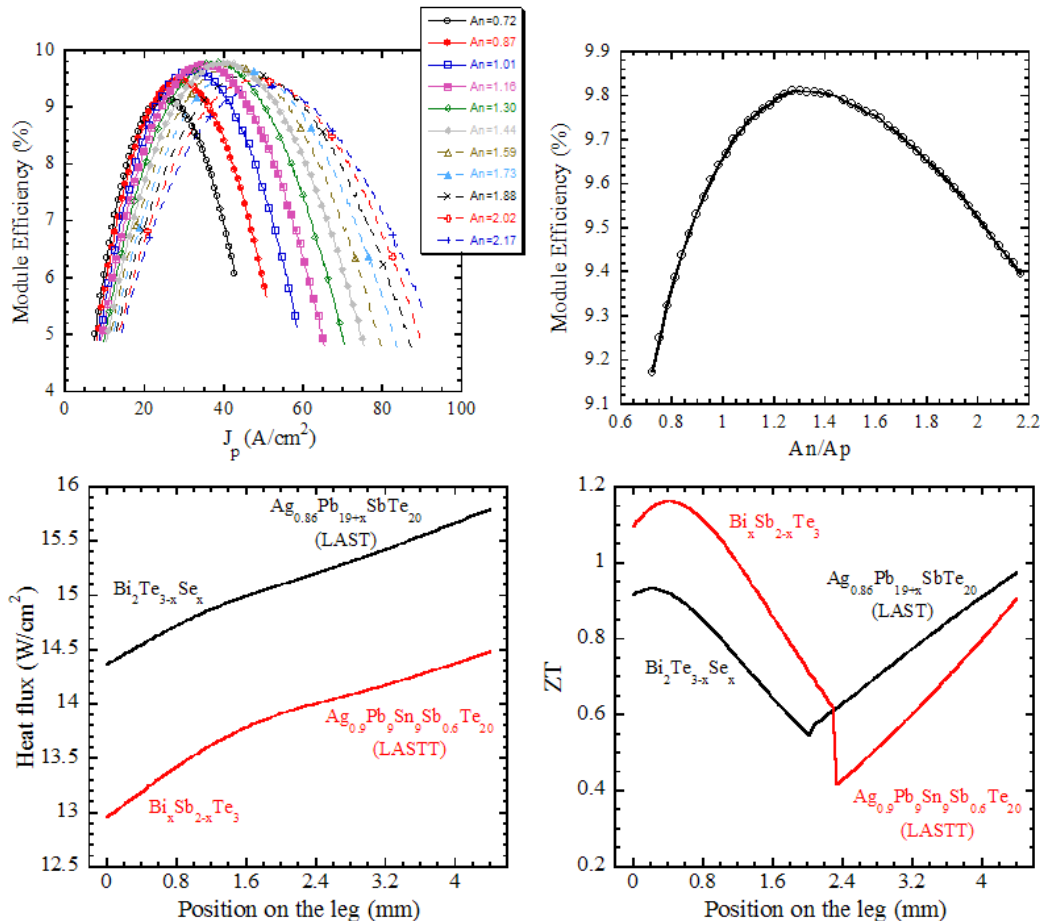 An=0.72
An=0.87
An=1.01
An=1.16
An=1.30
An=1.44
An=1.59
An=1.73
An=1.88
An=2.02
An=2.17
10
9
8
7
6
5
4
Module Efficiency (%)
0 20 40 60 80 100
J_p (A/cm²)
9.9
9.8
9.7
9.6
9.5
9.4
9.3
9.2
9.1
Module Efficiency (%)
0.6 0.8 1 1.2 1.4 1.6 1.8 2 2.2
An/Ap
16
15.5
15
14.5
14
13.5
13
12.5
Heat flux (W/cm²)
Ag₀.₈₆Pb₁₉₊ₓSbTe₂₀
(LAST)
Bi₂Te₃₋ₓSeₓ
Ag₀.₉Pb₉Sn₉Sb₀.₆Te₂₀
(LASTT)
BiₓSb₂₋ₓTe₃
0 0.8 1.6 2.4 3.2 4
Position on the leg (mm)
1.2
1
0.8
0.6
0.4
0.2
ZT
BiₓSb₂₋ₓTe₃
Ag₀.₈₆Pb₁₉₊ₓSbTe₂₀
(LAST)
Bi₂Te₃₋ₓSeₓ
Ag₀.₉Pb₉Sn₉Sb₀.₆Te₂₀
(LASTT)
0 0.8 1.6 2.4 3.2 4
Position on the leg (mm)